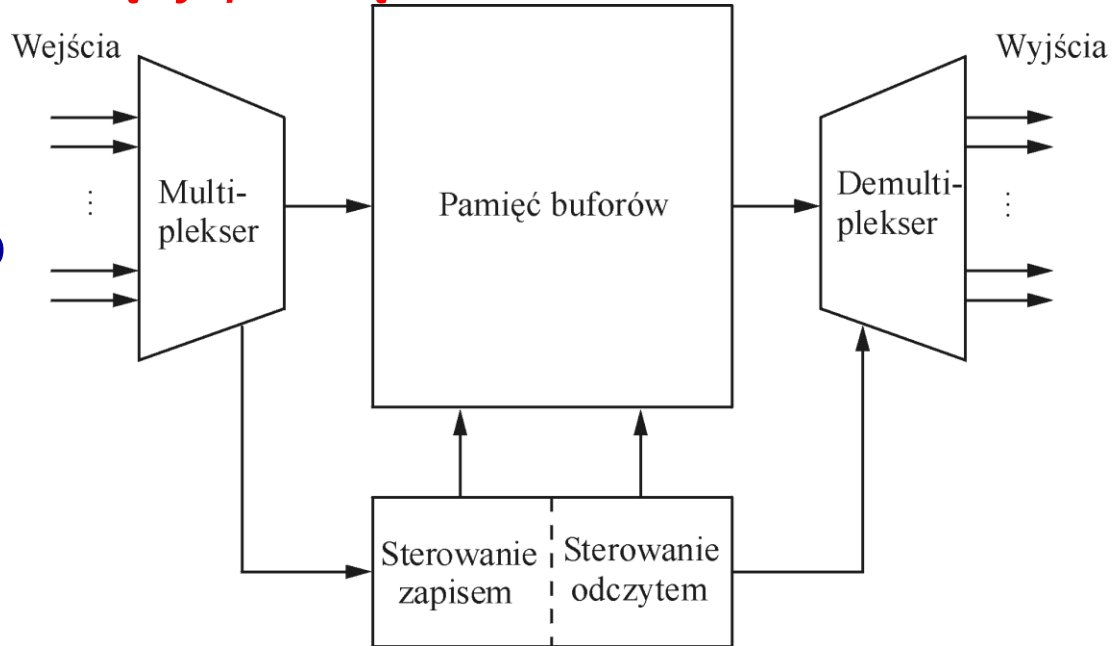 Wejścia
Wyjścia
Multi-
plekser
Pamięć buforów
Demulti-
plekser
Sterowanie
zapisem
Sterowanie
odczytem